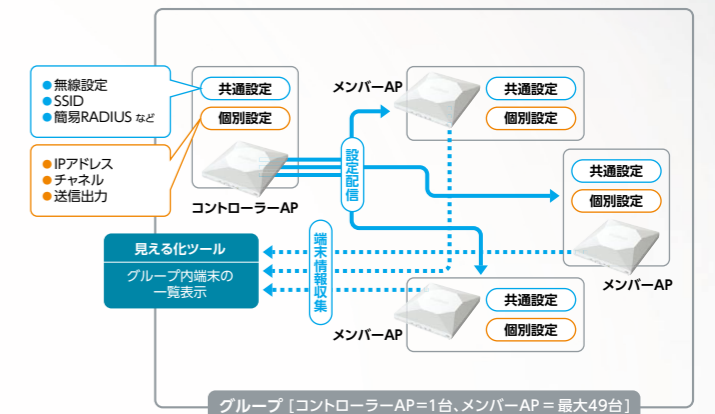 ●無線設定
●SSID
●簡易RADIUS など
●IPアドレス
●チャネル
●送信出力
共通設定
個別設定
コントローラーAP
設定配信
メンバーAP
共通設定
個別設定
共通設定
個別設定
メンバーAP
見える化ツール
グループ内端末の
一覧表示
端末情報収集
共通設定
個別設定
メンバーAP
グループ [コントローラーAP=1台、メンバーAP = 最大49台]